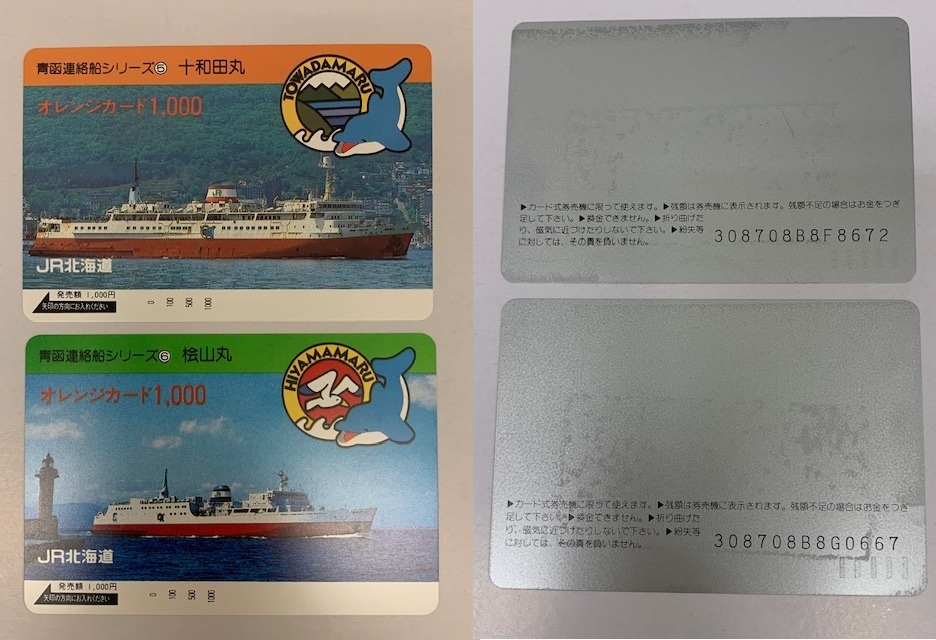 青函連絡船シリーズ⑤ 十和田丸
TOWADAMARU
オレンジカード1,000
JR
JR北海道
発売額 1,000円
矢印の方向にお入れください
0 100 500 1000
青函連絡船シリーズ⑥ 桧山丸
HIYAMAMARU
オレンジカード1,000
JR北海道
発売額 1,000円
矢印の方向にお入れください
0 100 500 1000
▶カード式券売機に限って使えます。▶残額は券売機に表示されます。残額不足の場合はお金をつぎ
足して下さい。▶換金できません。▶折り曲げた
り、磁気に近づけたりしないで下さい。▶紛失等
に対しては、その責を負いません。
308708B8F8672
▶カード式券売機に限って使えます。▶残額は券売機に表示されます。残額不足の場合はお金をつぎ
足して下さい。▶換金できません。▶折り曲げた
り、磁気に近づけたりしないで下さい。▶紛失等
に対しては、その責を負いません。
308708B8G0667